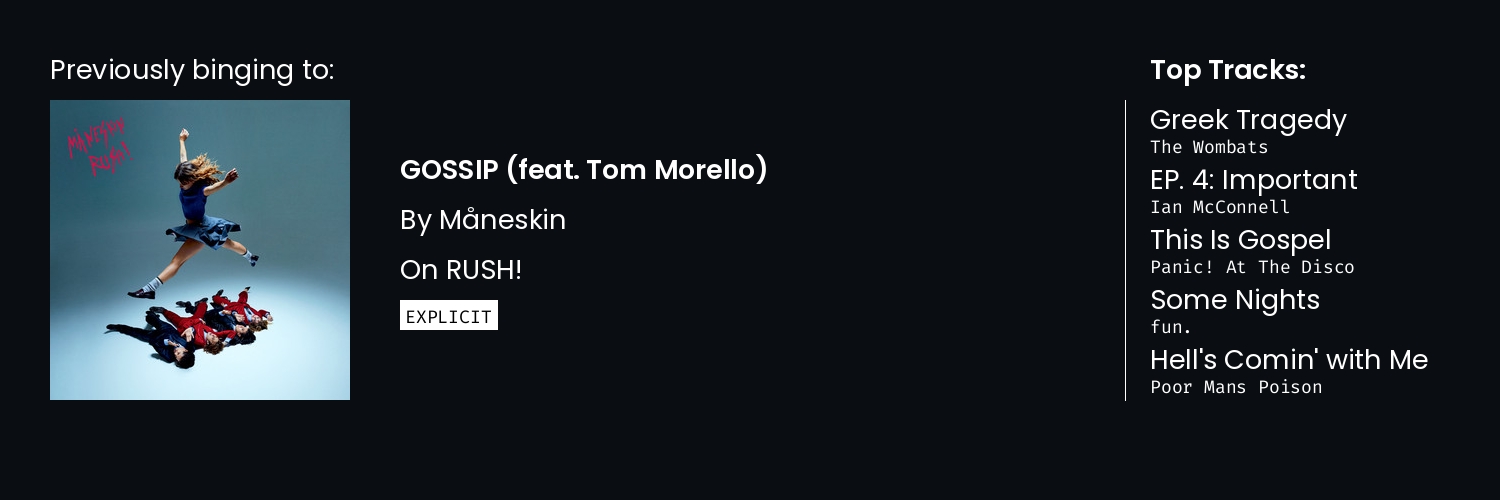 Previously binging to:
MÅNESKIN
RUSH!
GOSSIP (feat. Tom Morello)
By Måneskin
On RUSH!
EXPLICIT
Top Tracks:
Greek Tragedy
The Wombats
EP. 4: Important
Ian McConnell
This Is Gospel
Panic! At The Disco
Some Nights
fun.
Hell's Comin' with Me
Poor Mans Poison